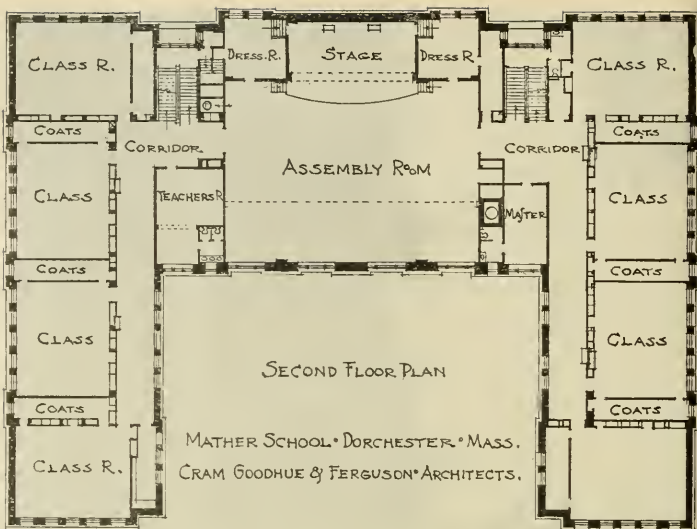 CLASS R.
DRESS. R.
STAGE
DRESS R
CLASS R.
COATS
CORRIDOR.
ASSEMBLY ROOM
CORRIDOR
COATS
CLASS
TEACHERS R
MASTER
CLASS
COATS
COATS
CLASS
CLASS
SECOND FLOOR PLAN
COATS
COATS
MATHER SCHOOL · DORCHESTER · MASS.
CLASS R.
CRAM GOODHUE & FERGUSON · ARCHITECTS.